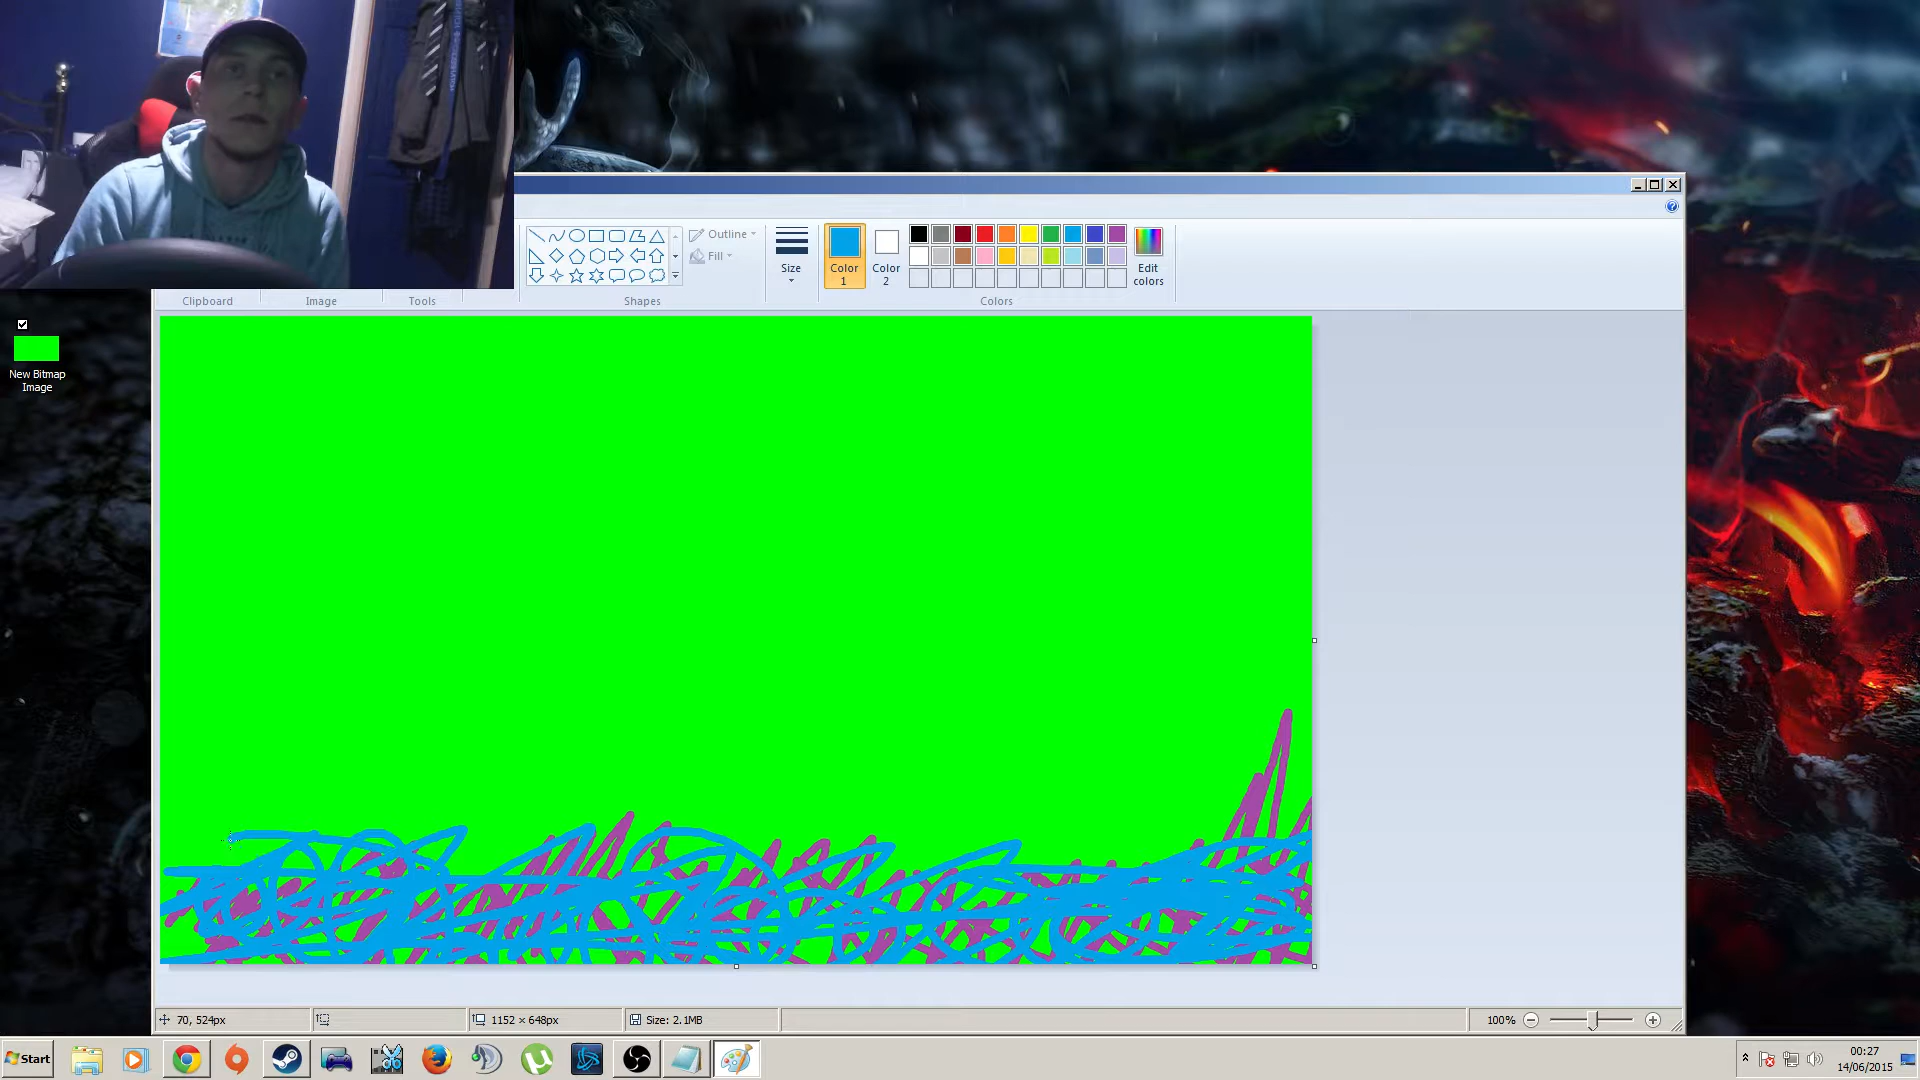 Outline
Fill
Size
Color
1
Color
2
Edit
colors
Clipboard
Image
Tools
Shapes
Colors
New Bitmap
Image
70, 524px
1152 × 648px
Size: 2.1MB
100%
Start
00:27
14/06/2015